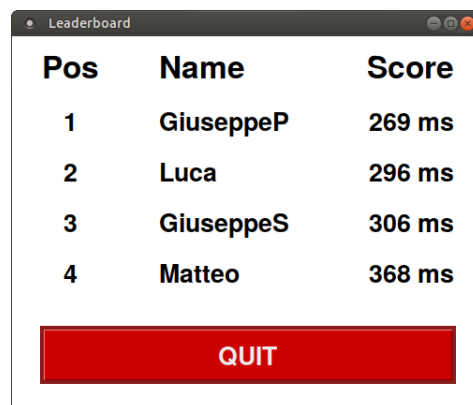 Leaderboard
Pos Name Score
1 GiuseppeP 269 ms
2 Luca 296 ms
3 GiuseppeS 306 ms
4 Matteo 368 ms
QUIT